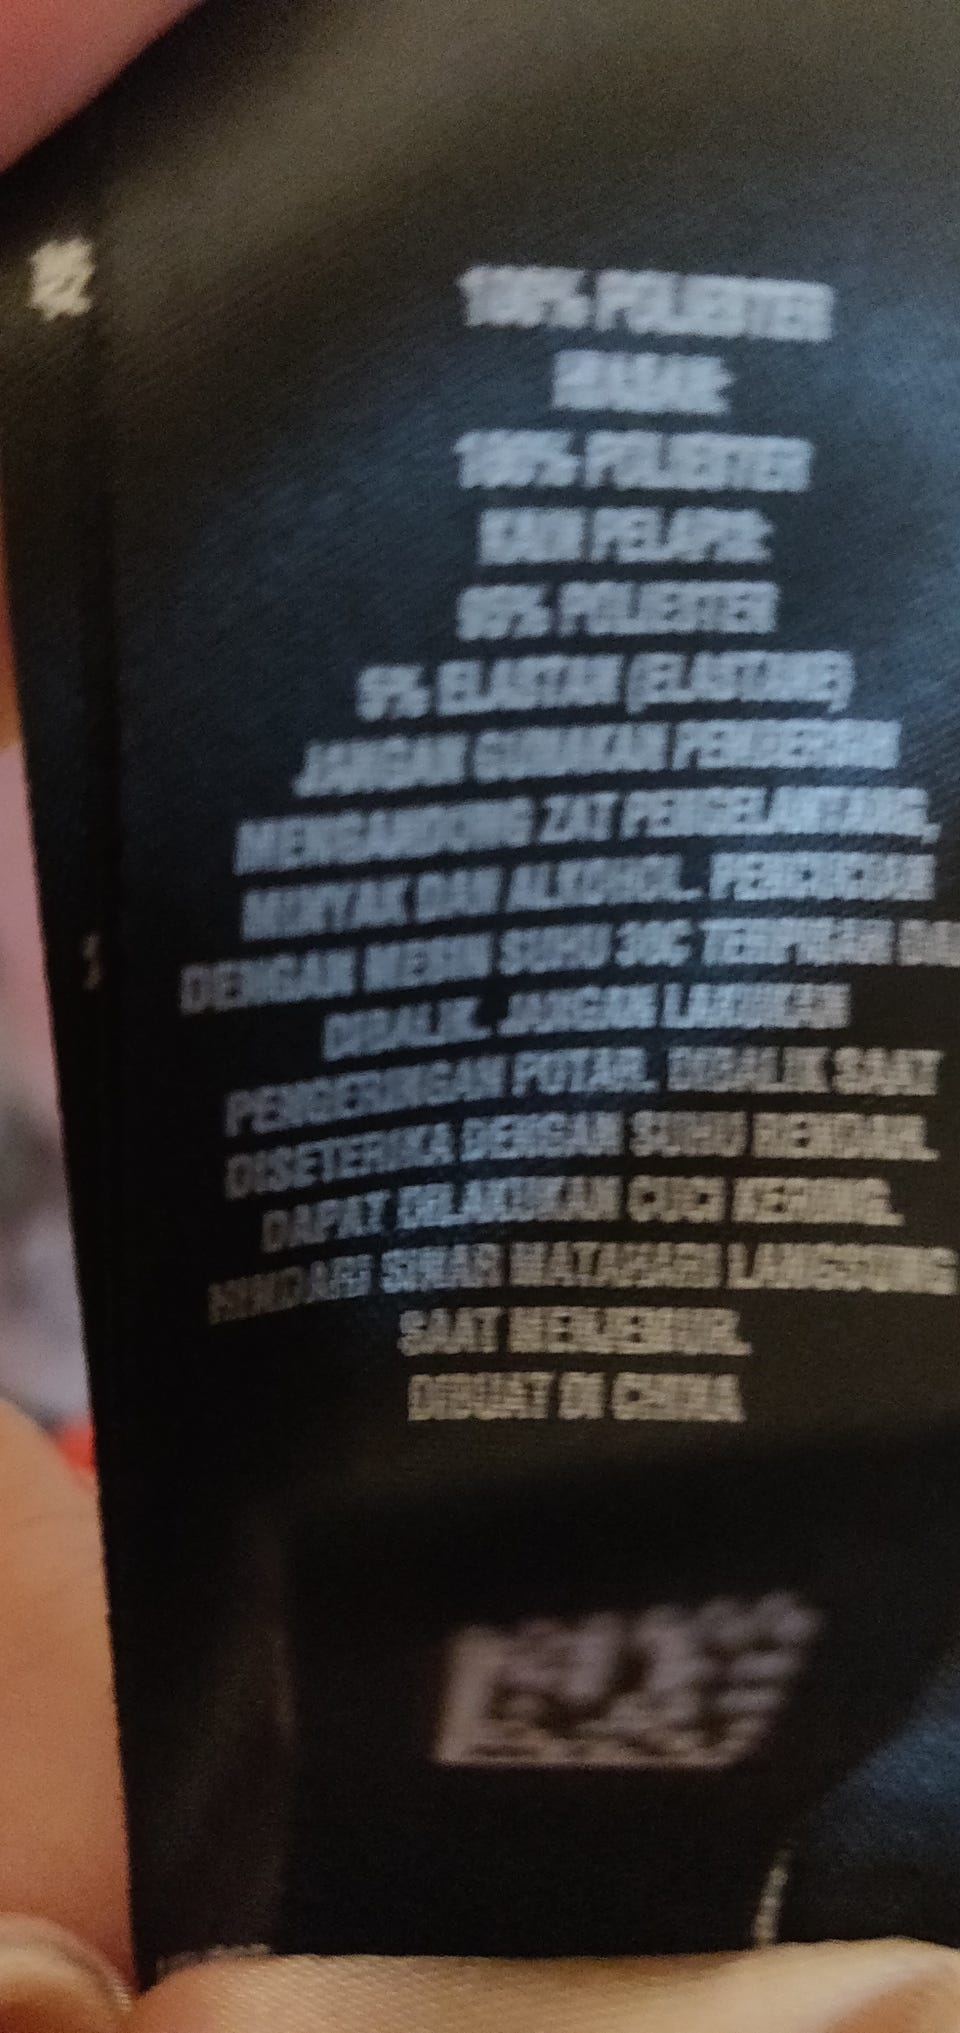 100% POLIESTER
100% POLIESTER
KAIN PELAPIS:
POLIESTER
5% ELASTAN (ELASTANE)
JANGAN GUNAKAN
MENGANDUNG ZAT PENGELANTANG,
MINYAK DAN ALKOHOL. PENCUCIAN
DENGAN MESIN SUHU 30C TERPISAH
DIBALIK. JANGAN LAKUKAN
PENGERINGAN PUTAR. DIBALIK SAAT
DISETERIKA DENGAN SUHU RENDAH.
DAPAT DILAKUKAN CUCI KERING.
HINDARI SINAR MATAHARI LANGSUNG
SAAT MENJEMUR.
DIBUAT DI CHINA